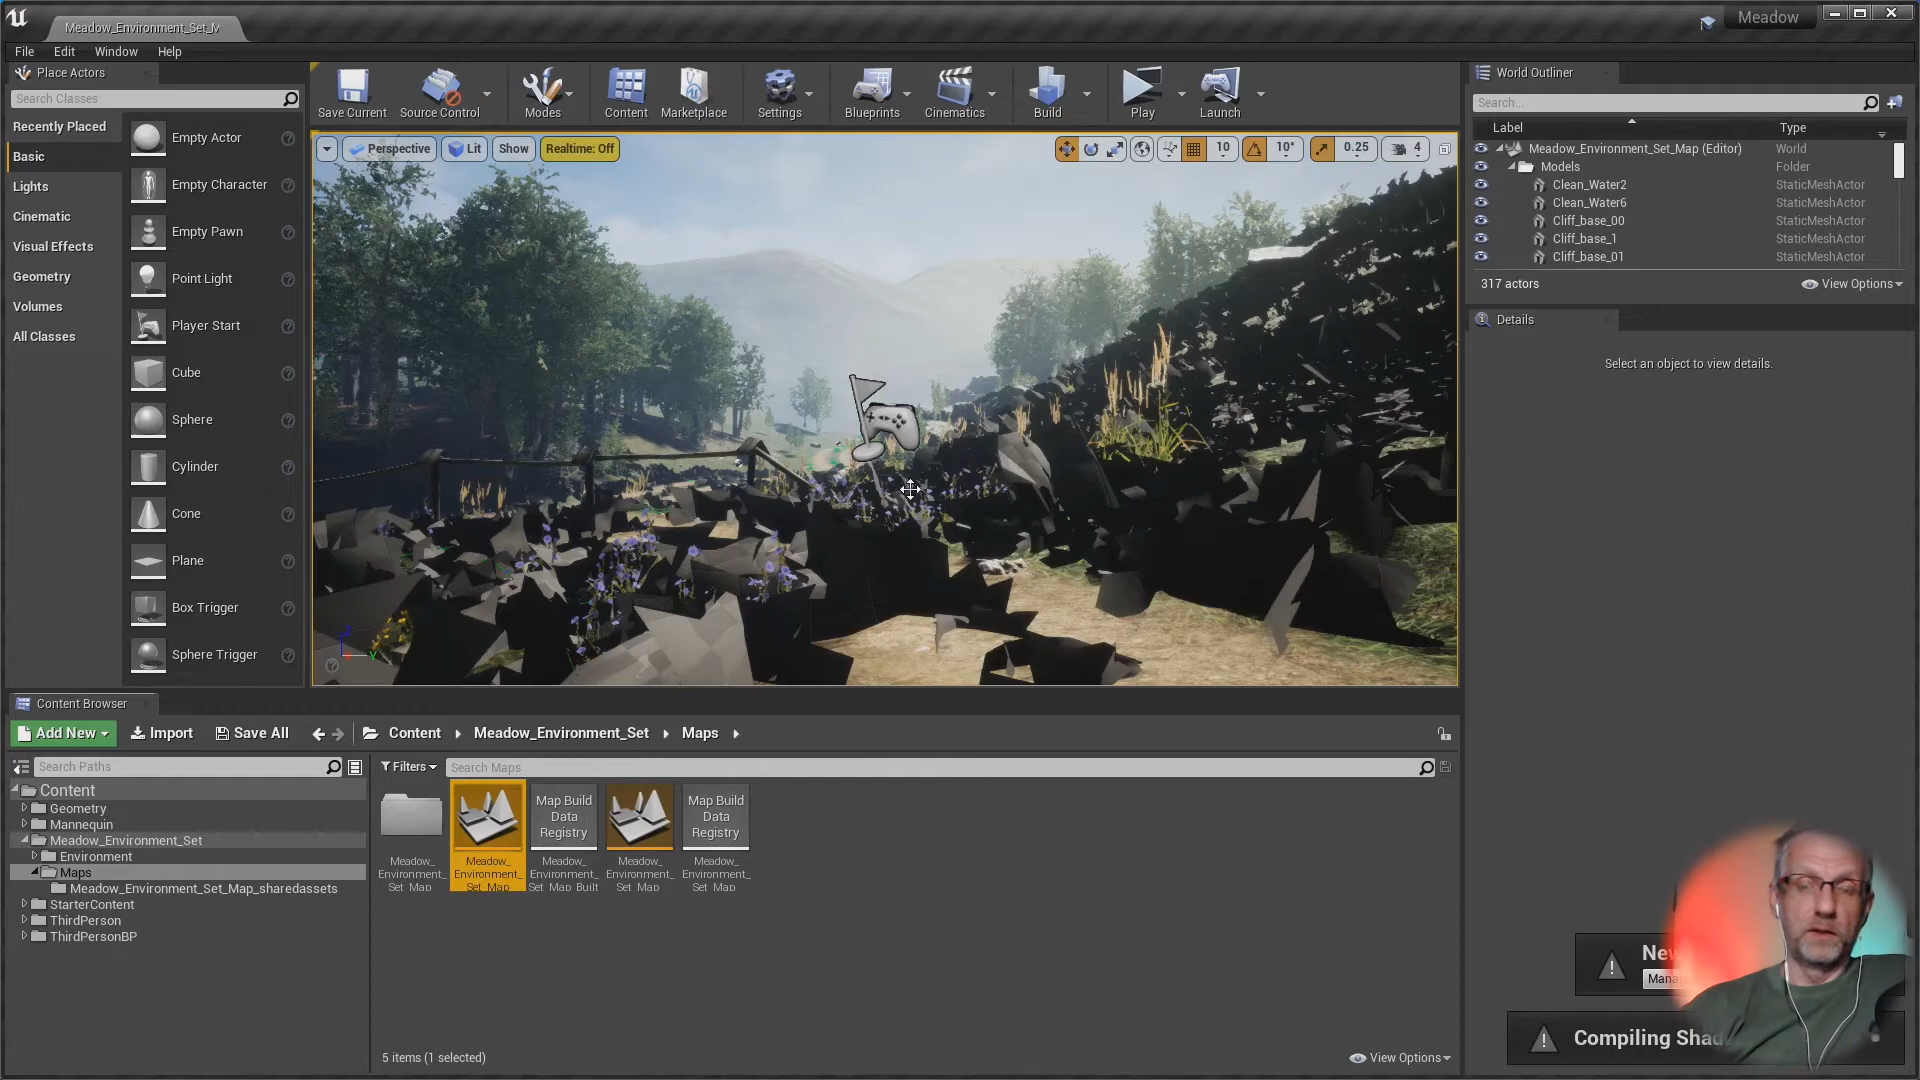 Meadow_Environment_Set_M
Meadow
File Edit Window Help
Place Actors
Search Classes
Recently Placed
Basic
Lights
Cinematic
Visual Effects
Geometry
Volumes
All Classes
Empty Actor
Empty Character
Empty Pawn
Point Light
Player Start
Cube
Sphere
Cylinder
Cone
Plane
Box Trigger
Sphere Trigger
Save Current Source Control Modes Content Marketplace Settings Blueprints Cinematics Build Play Launch
Perspective Lit Show Realtime: Off
10 10° 0.25 4
World Outliner
Search...
Label Type
Meadow_Environment_Set_Map (Editor) World
Models Folder
Clean_Water2 StaticMeshActor
Clean_Water6 StaticMeshActor
Cliff_base_00 StaticMeshActor
Cliff_base_1 StaticMeshActor
Cliff_base_01 StaticMeshActor
317 actors View Options
Details
Select an object to view details.
Content Browser
Add New Import Save All Content Meadow_Environment_Set Maps
Search Paths
Filters Search Maps
Content
Geometry
Mannequin
Meadow_Environment_Set
Environment
Maps
Meadow_Environment_Set_Map_sharedassets
StarterContent
ThirdPerson
ThirdPersonBP
Map Build Data Registry
Map Build Data Registry
Meadow_ Environment_ Set_Map
Meadow_ Environment_ Set_Map
Meadow_ Environment_ Set_Map_Built
Meadow_ Environment_ Set_Map
Meadow_ Environment_ Set_Map
5 items (1 selected) View Options
New
Mana
Compiling Shad